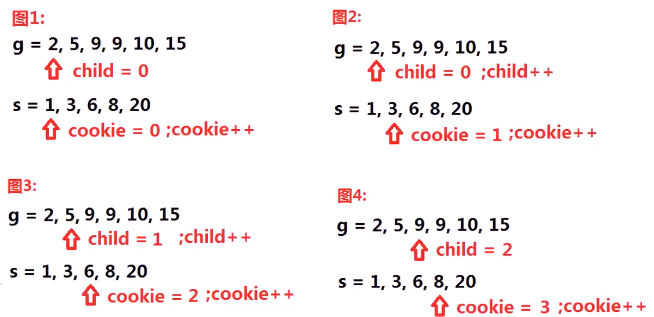 图1:
g = 2, 5, 9, 9, 10, 15
child = 0
s = 1, 3, 6, 8, 20
cookie = 0 ;cookie++
图2:
g = 2, 5, 9, 9, 10, 15
child = 0 ;child++
s = 1, 3, 6, 8, 20
cookie = 1 ;cookie++
图3:
g = 2, 5, 9, 9, 10, 15
child = 1 ;child++
s = 1, 3, 6, 8, 20
cookie = 2 ;cookie++
图4:
g = 2, 5, 9, 9, 10, 15
child = 2
s = 1, 3, 6, 8, 20
cookie = 3 ;cookie++